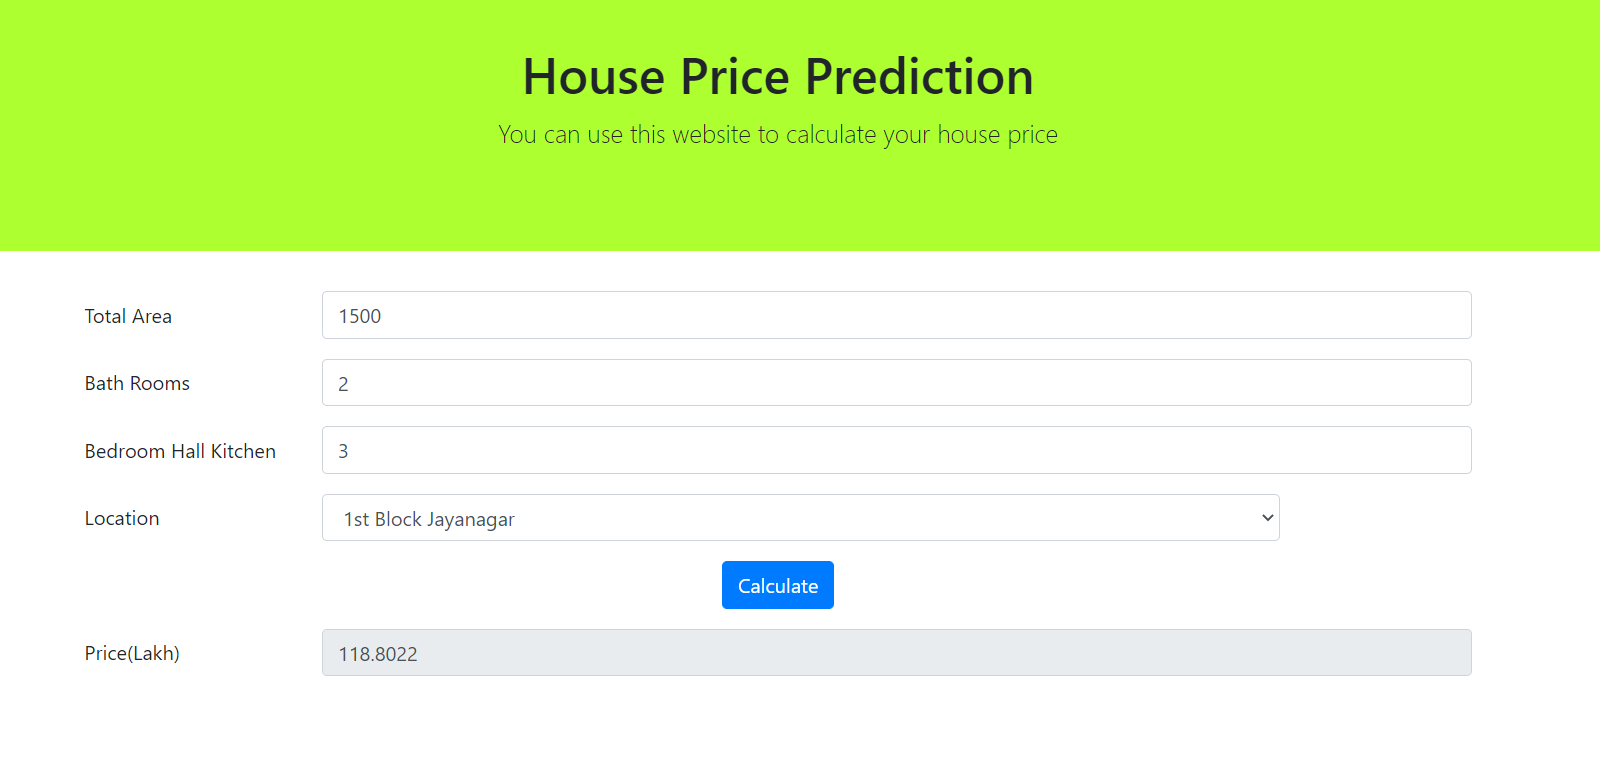 House Price Prediction
You can use this website to calculate your house price
Total Area 1500
Bath Rooms 2
Bedroom Hall Kitchen 3
Location 1st Block Jayanagar
Calculate
Price(Lakh) 118.8022